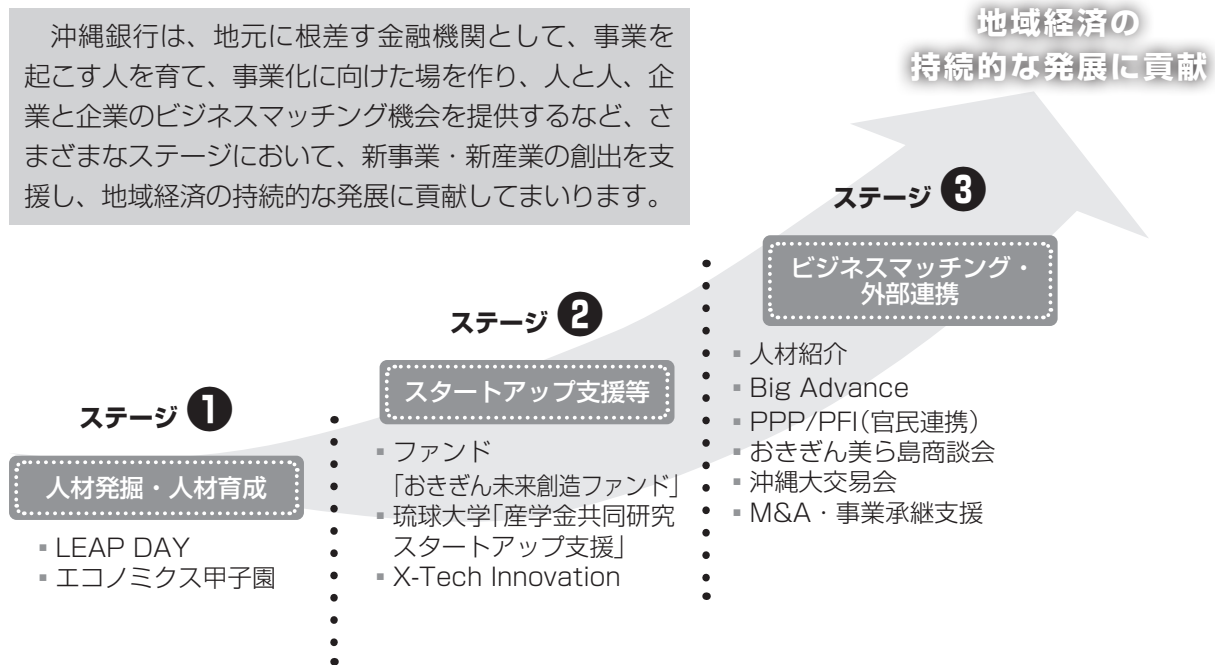 沖縄銀行は、地元に根差す金融機関として、事業を
起こす人を育て、事業化に向けた場を作り、人と人、企
業と企業のビジネスマッチング機会を提供するなど、さ
まざまなステージにおいて、新事業・新産業の創出を支
援し、地域経済の持続的な発展に貢献してまいります。
地域経済の
持続的な発展に貢献
ステージ ❶
人材発掘・人材育成
▪ LEAP DAY
▪ エコノミクス甲子園
ステージ ❷
スタートアップ支援等
▪ ファンド
「おきぎん未来創造ファンド」
▪ 琉球大学「産学金共同研究
スタートアップ支援」
▪ X-Tech Innovation
ステージ ❸
ビジネスマッチング・
外部連携
▪ 人材紹介
▪ Big Advance
▪ PPP/PFI(官民連携)
▪ おきぎん美ら島商談会
▪ 沖縄大交易会
▪ M&A・事業承継支援